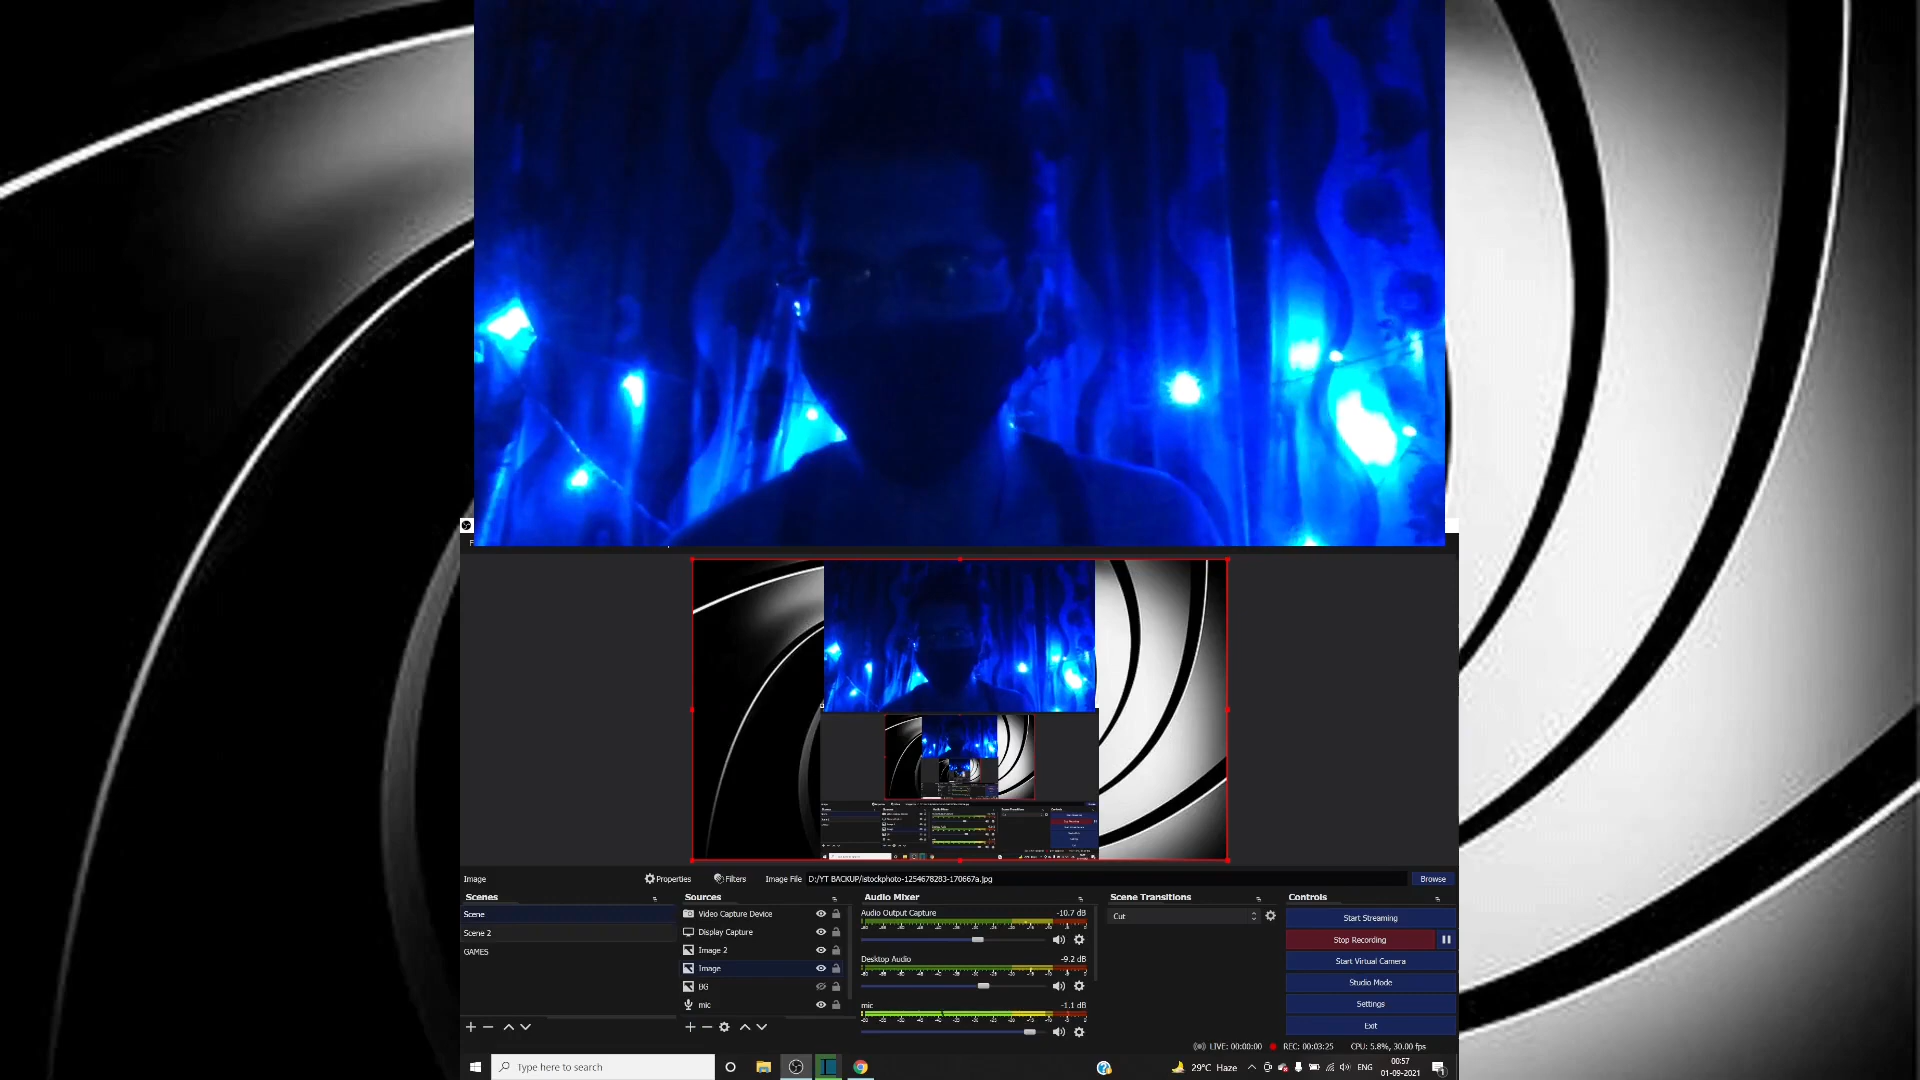 F
Image
Properties
Filters
Image File
D:/YT BACKUP/istockphoto-1254678283-170667a.jpg
Browse
Scenes
Scene
Scene 2
GAMES
Sources
Video Capture Device
Display Capture
Image 2
Image
BG
mic
Audio Mixer
Audio Output Capture
-10.7 dB
Desktop Audio
-9.2 dB
mic
-1.1 dB
Scene Transitions
Cut
Controls
Start Streaming
Stop Recording
Start Virtual Camera
Studio Mode
Settings
Exit
LIVE: 00:00:00
REC: 00:03:25
CPU: 5.8%, 30.00 fps
Type here to search
29°C Haze
ENG
00:57
01-09-2021